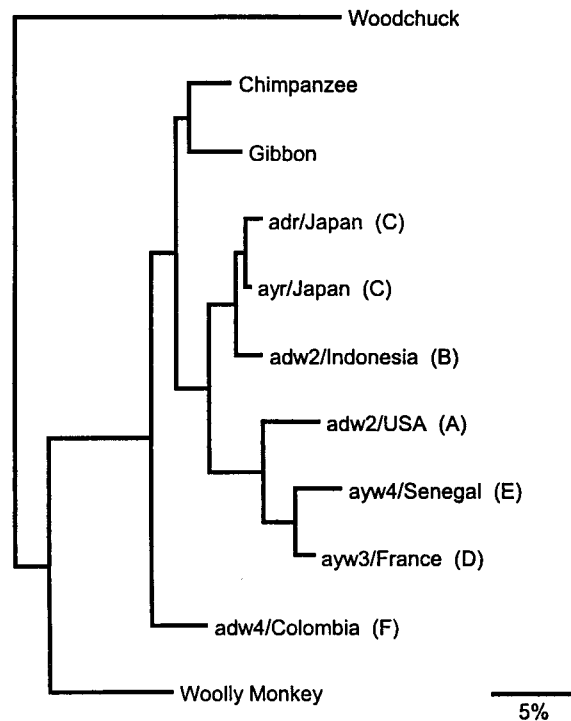 Woodchuck
Chimpanzee
Gibbon
adr/Japan (C)
ayr/Japan (C)
adw2/Indonesia (B)
adw2/USA (A)
ayw4/Senegal (E)
ayw3/France (D)
adw4/Colombia (F)
Woolly Monkey
5%